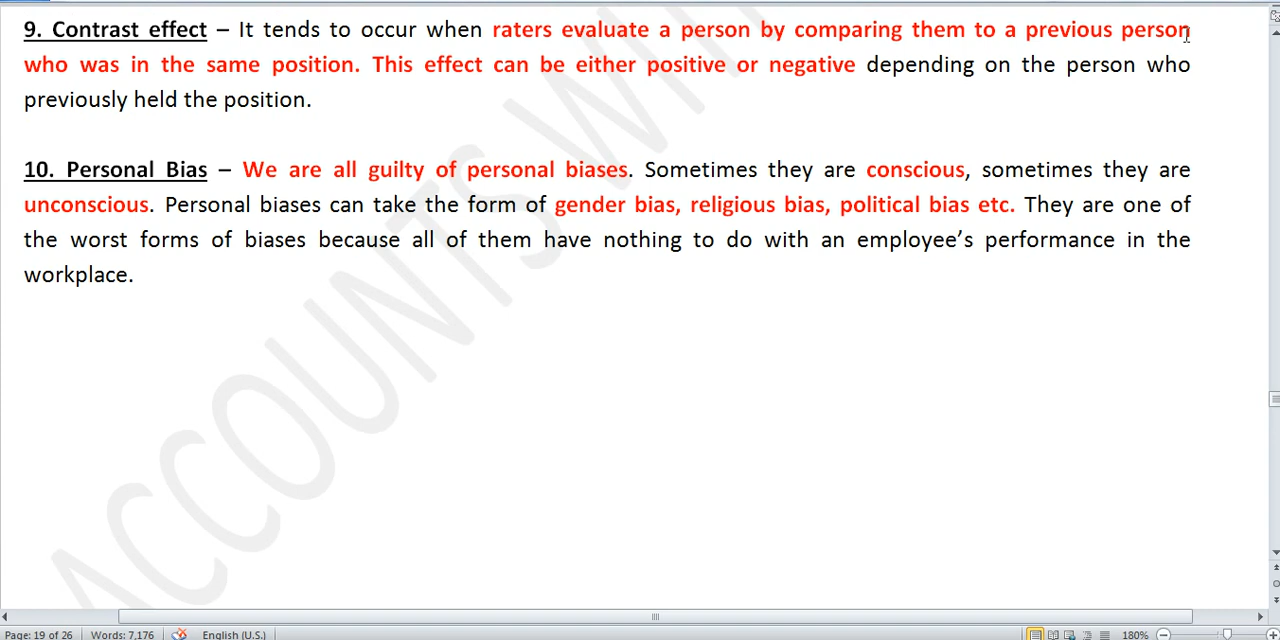 9. Contrast effect – It tends to occur when raters evaluate a person by comparing them to a previous person
who was in the same position. This effect can be either positive or negative depending on the person who
previously held the position.
10. Personal Bias – We are all guilty of personal biases. Sometimes they are conscious, sometimes they are
unconscious. Personal biases can take the form of gender bias, religious bias, political bias etc. They are one of
the worst forms of biases because all of them have nothing to do with an employee’s performance in the
workplace.
ACCOUNTS WIT
Page: 19 of 26 Words: 7,176 English (U.S.) 180%